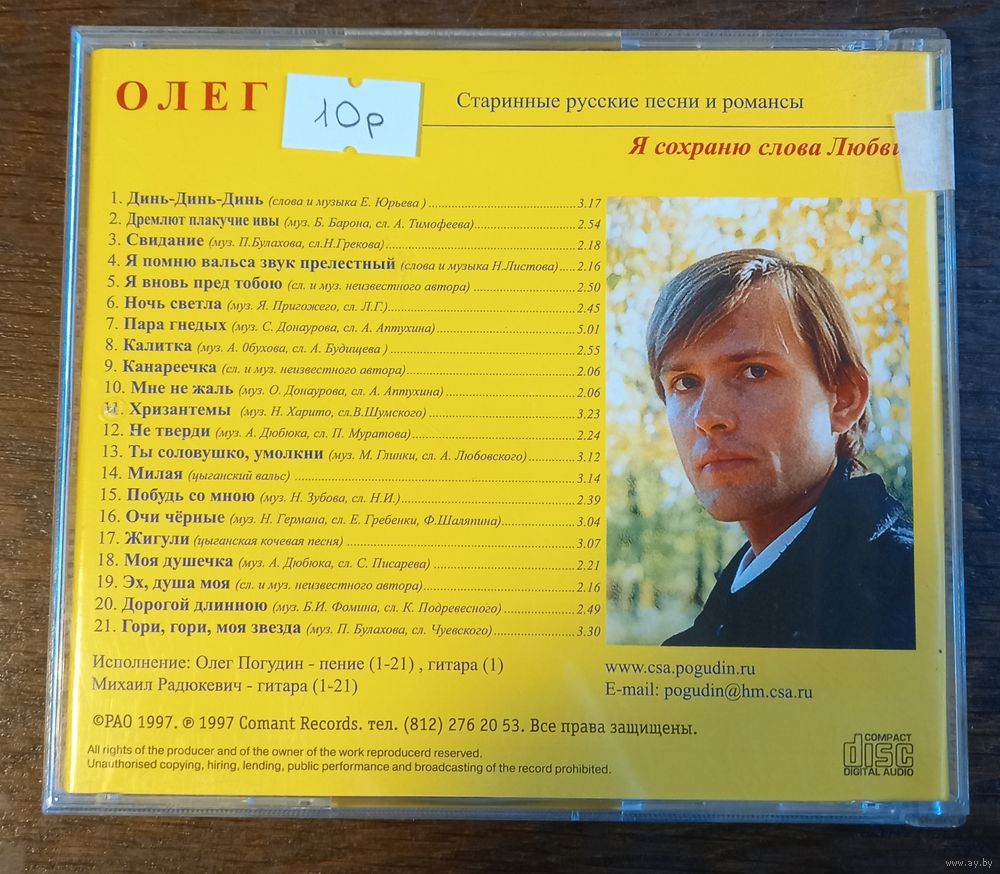 ОЛЕГ
10р
Старинные русские песни и романсы
Я сохраню слова Любви
1. Динь-Динь-Динь (слова и музыка Е. Юрьева ) 3.17
2. Дремлют плакучие ивы (муз. Б. Барона, сл. А. Тимофеева) 2.54
3. Свидание (муз. П.Булахова, сл.Н.Грекова) 2.18
4. Я помню вальса звук прелестный (слова и музыка Н.Листова) 2.16
5. Я вновь пред тобою (сл. и муз. неизвестного автора) 2.50
6. Ночь светла (муз. Я. Пригожего, сл. Л.Г.) 2.45
7. Пара гнедых (муз. С. Донаурова, сл. А. Аптухина) 5.01
8. Калитка (муз. А. Обухова, сл. А. Будищева ) 2.55
9. Канареечка (сл. и муз. неизвестного автора) 2.06
10. Мне не жаль (муз. О. Донаурова, сл. А. Аптухина) 2.06
11. Хризантемы (муз. Н. Харито, сл.В.Шумского) 3.23
12. Не тверди (муз. А. Дюбюка, сл. П. Муратова) 2.24
13. Ты соловушко, умолкни (муз. М. Глинки, сл. А. Любовского) 3.12
14. Милая (цыганский вальс) 3.14
15. Побудь со мною (муз. Н. Зубова, сл. Н.И.) 2.39
16. Очи чёрные (муз. Н. Германа, сл. Е. Гребенки, Ф.Шаляпина) 3.04
17. Жигули (цыганская кочевая песня) 3.07
18. Моя душечка (муз. А. Дюбюка, сл. С. Писарева) 2.21
19. Эх, душа моя (сл. и муз. неизвестного автора) 2.16
20. Дорогой длинною (муз. Б.И. Фомина, сл. К. Подревесного) 2.49
21. Гори, гори, моя звезда (муз. П. Булахова, сл. Чуевского) 3.30
Исполнение: Олег Погудин - пение (1-21) , гитара (1)
Михаил Радюкевич - гитара (1-21)
www.csa.pogudin.ru
E-mail: pogudin@hm.csa.ru
©РАО 1997. ℗ 1997 Comant Records. тел. (812) 276 20 53. Все права защищены.
All rights of the producer and of the owner of the work reproducerd reserved.
Unauthorised copying, hiring, lending, public performance and broadcasting of the record prohibited.
COMPACT
disc
DIGITAL AUDIO
www.ay.by